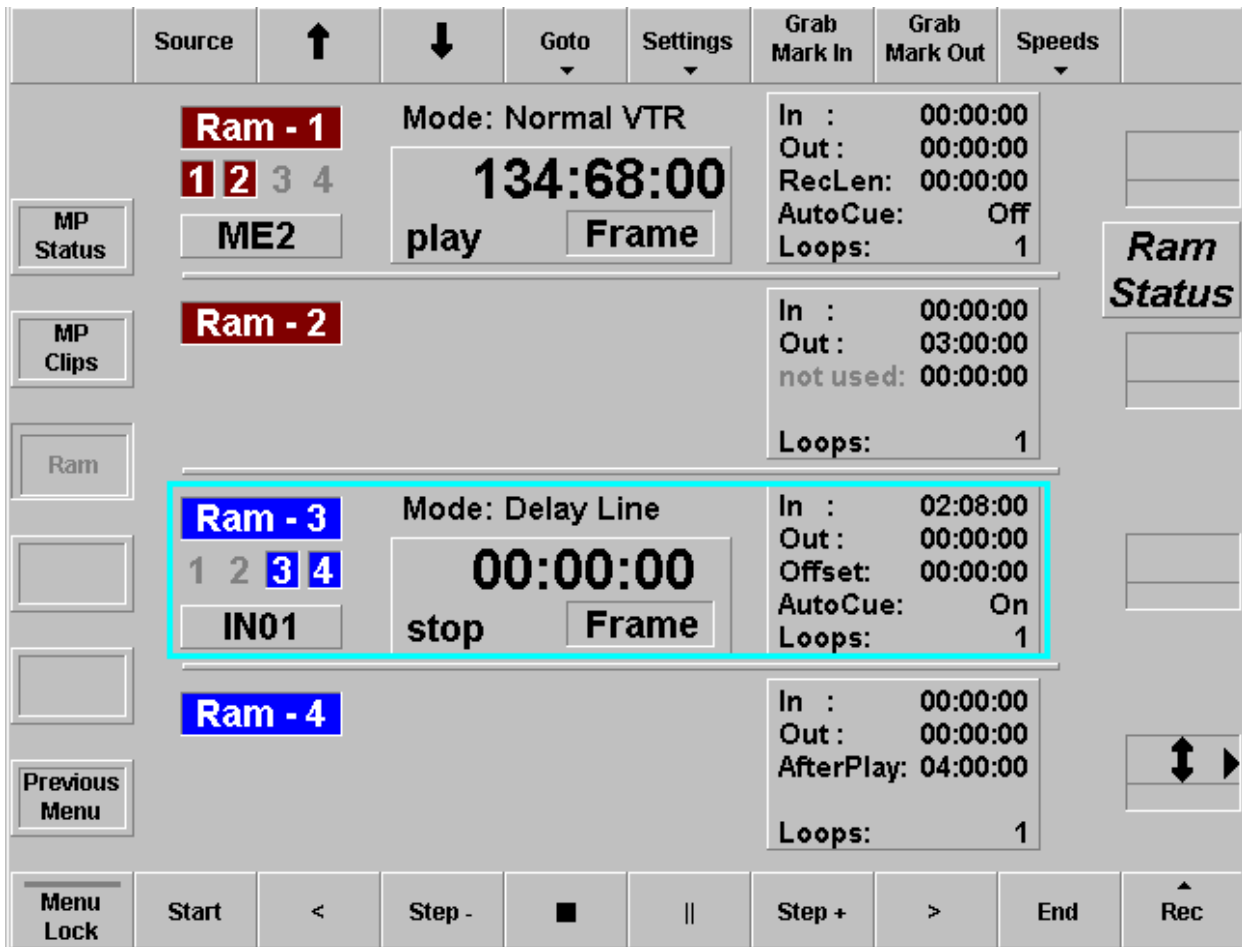 Source
Goto
Settings
Grab
Mark In
Grab
Mark Out
Speeds
MP
Status
MP
Clips
Ram
Previous
Menu
Ram - 1
1 2 3 4
ME2
Mode: Normal VTR
134:68:00
play Frame
In : 00:00:00
Out : 00:00:00
RecLen: 00:00:00
AutoCue: Off
Loops: 1
Ram - 2
In : 00:00:00
Out : 03:00:00
not used: 00:00:00
Loops: 1
Ram - 3
1 2 3 4
IN01
Mode: Delay Line
00:00:00
stop Frame
In : 02:08:00
Out : 00:00:00
Offset: 00:00:00
AutoCue: On
Loops: 1
Ram - 4
In : 00:00:00
Out : 00:00:00
AfterPlay: 04:00:00
Loops: 1
Ram
Status
Menu
Lock
Start
<
Step -
||
Step +
>
End
Rec